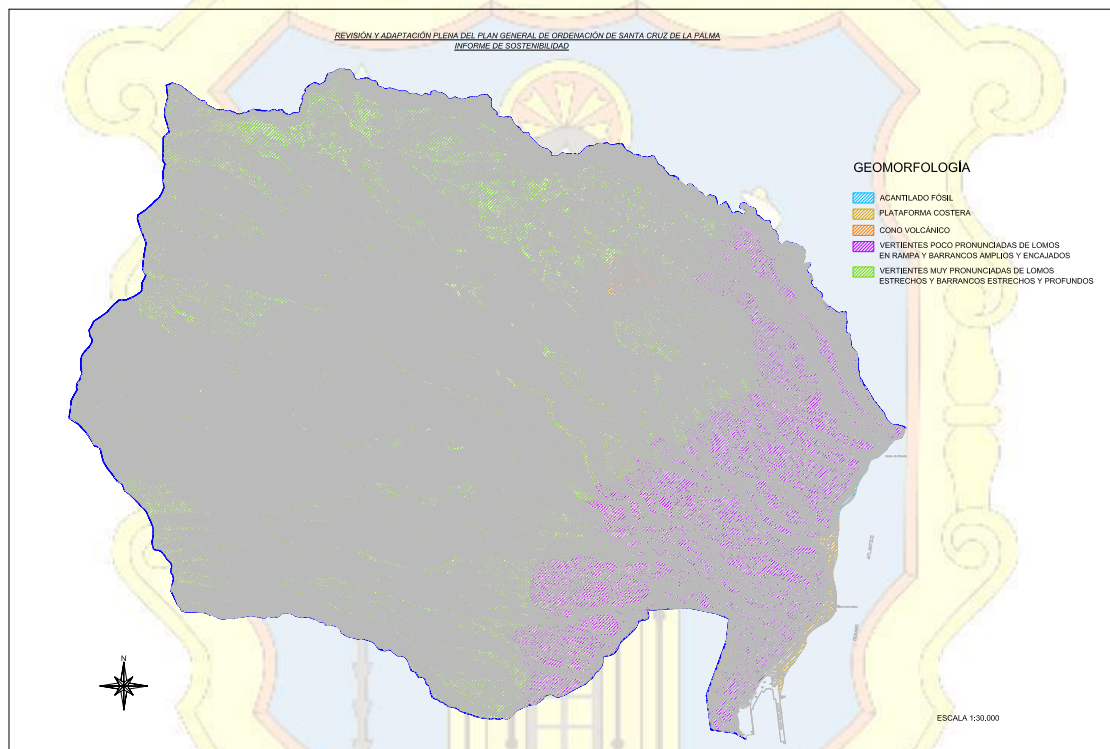 REVISIÓN Y ADAPTACIÓN PLENA DEL PLAN GENERAL DE ORDENACIÓN DE SANTA CRUZ DE LA PALMA
INFORME DE SOSTENIBILIDAD
GEOMORFOLOGÍA
ACANTILADO FÓSIL
PLATAFORMA COSTERA
CONO VOLCÁNICO
VERTIENTES POCO PRONUNCIADAS DE LOMOS
EN RAMPA Y BARRANCOS AMPLIOS Y ENCAJADOS
VERTIENTES MUY PRONUNCIADAS DE LOMOS
ESTRECHOS Y BARRANCOS ESTRECHOS Y PROFUNDOS
ATLANTICO
OCEANO
N
ESCALA 1:30.000